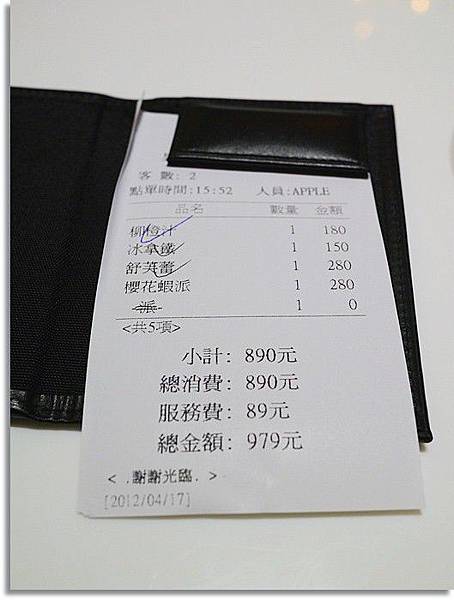 客 數: 2
點單時間:15:52 人員:APPLE
品名 數量 金額
柳橙汁 1 180
冰拿鐵 1 150
舒芙蕾 1 280
櫻花蝦派 1 280
派 1 0
<共5項>
小計: 890元
總消費: 890元
服務費: 89元
總金額: 979元
< .謝謝光臨. >
[2012/04/17]